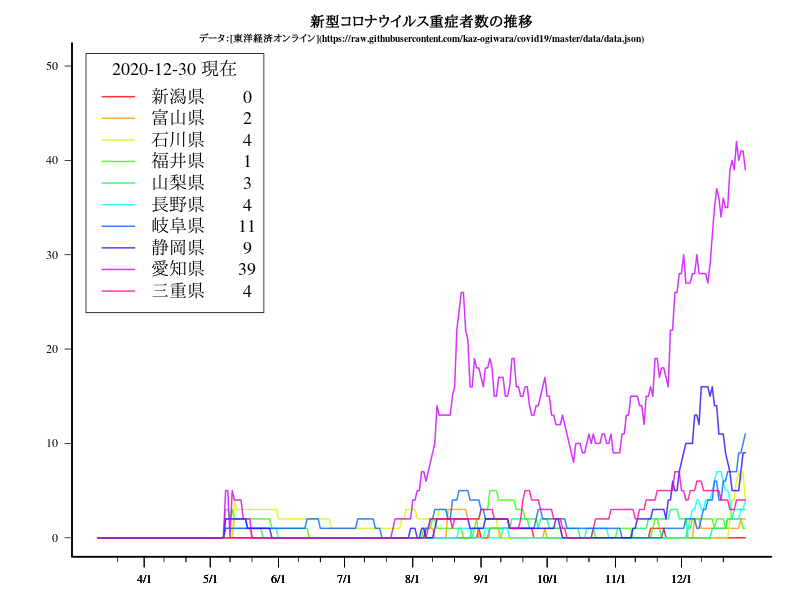 新型コロナウイルス重症者数の推移
データ：[東洋経済オンライン](https://raw.githubusercontent.com/kaz-ogiwara/covid19/master/data/data.json)
2020-12-30 現在
新潟県 0
富山県 2
石川県 4
福井県 1
山梨県 3
長野県 4
岐阜県 11
静岡県 9
愛知県 39
三重県 4
50
40
30
20
10
0
4/1 5/1 6/1 7/1 8/1 9/1 10/1 11/1 12/1